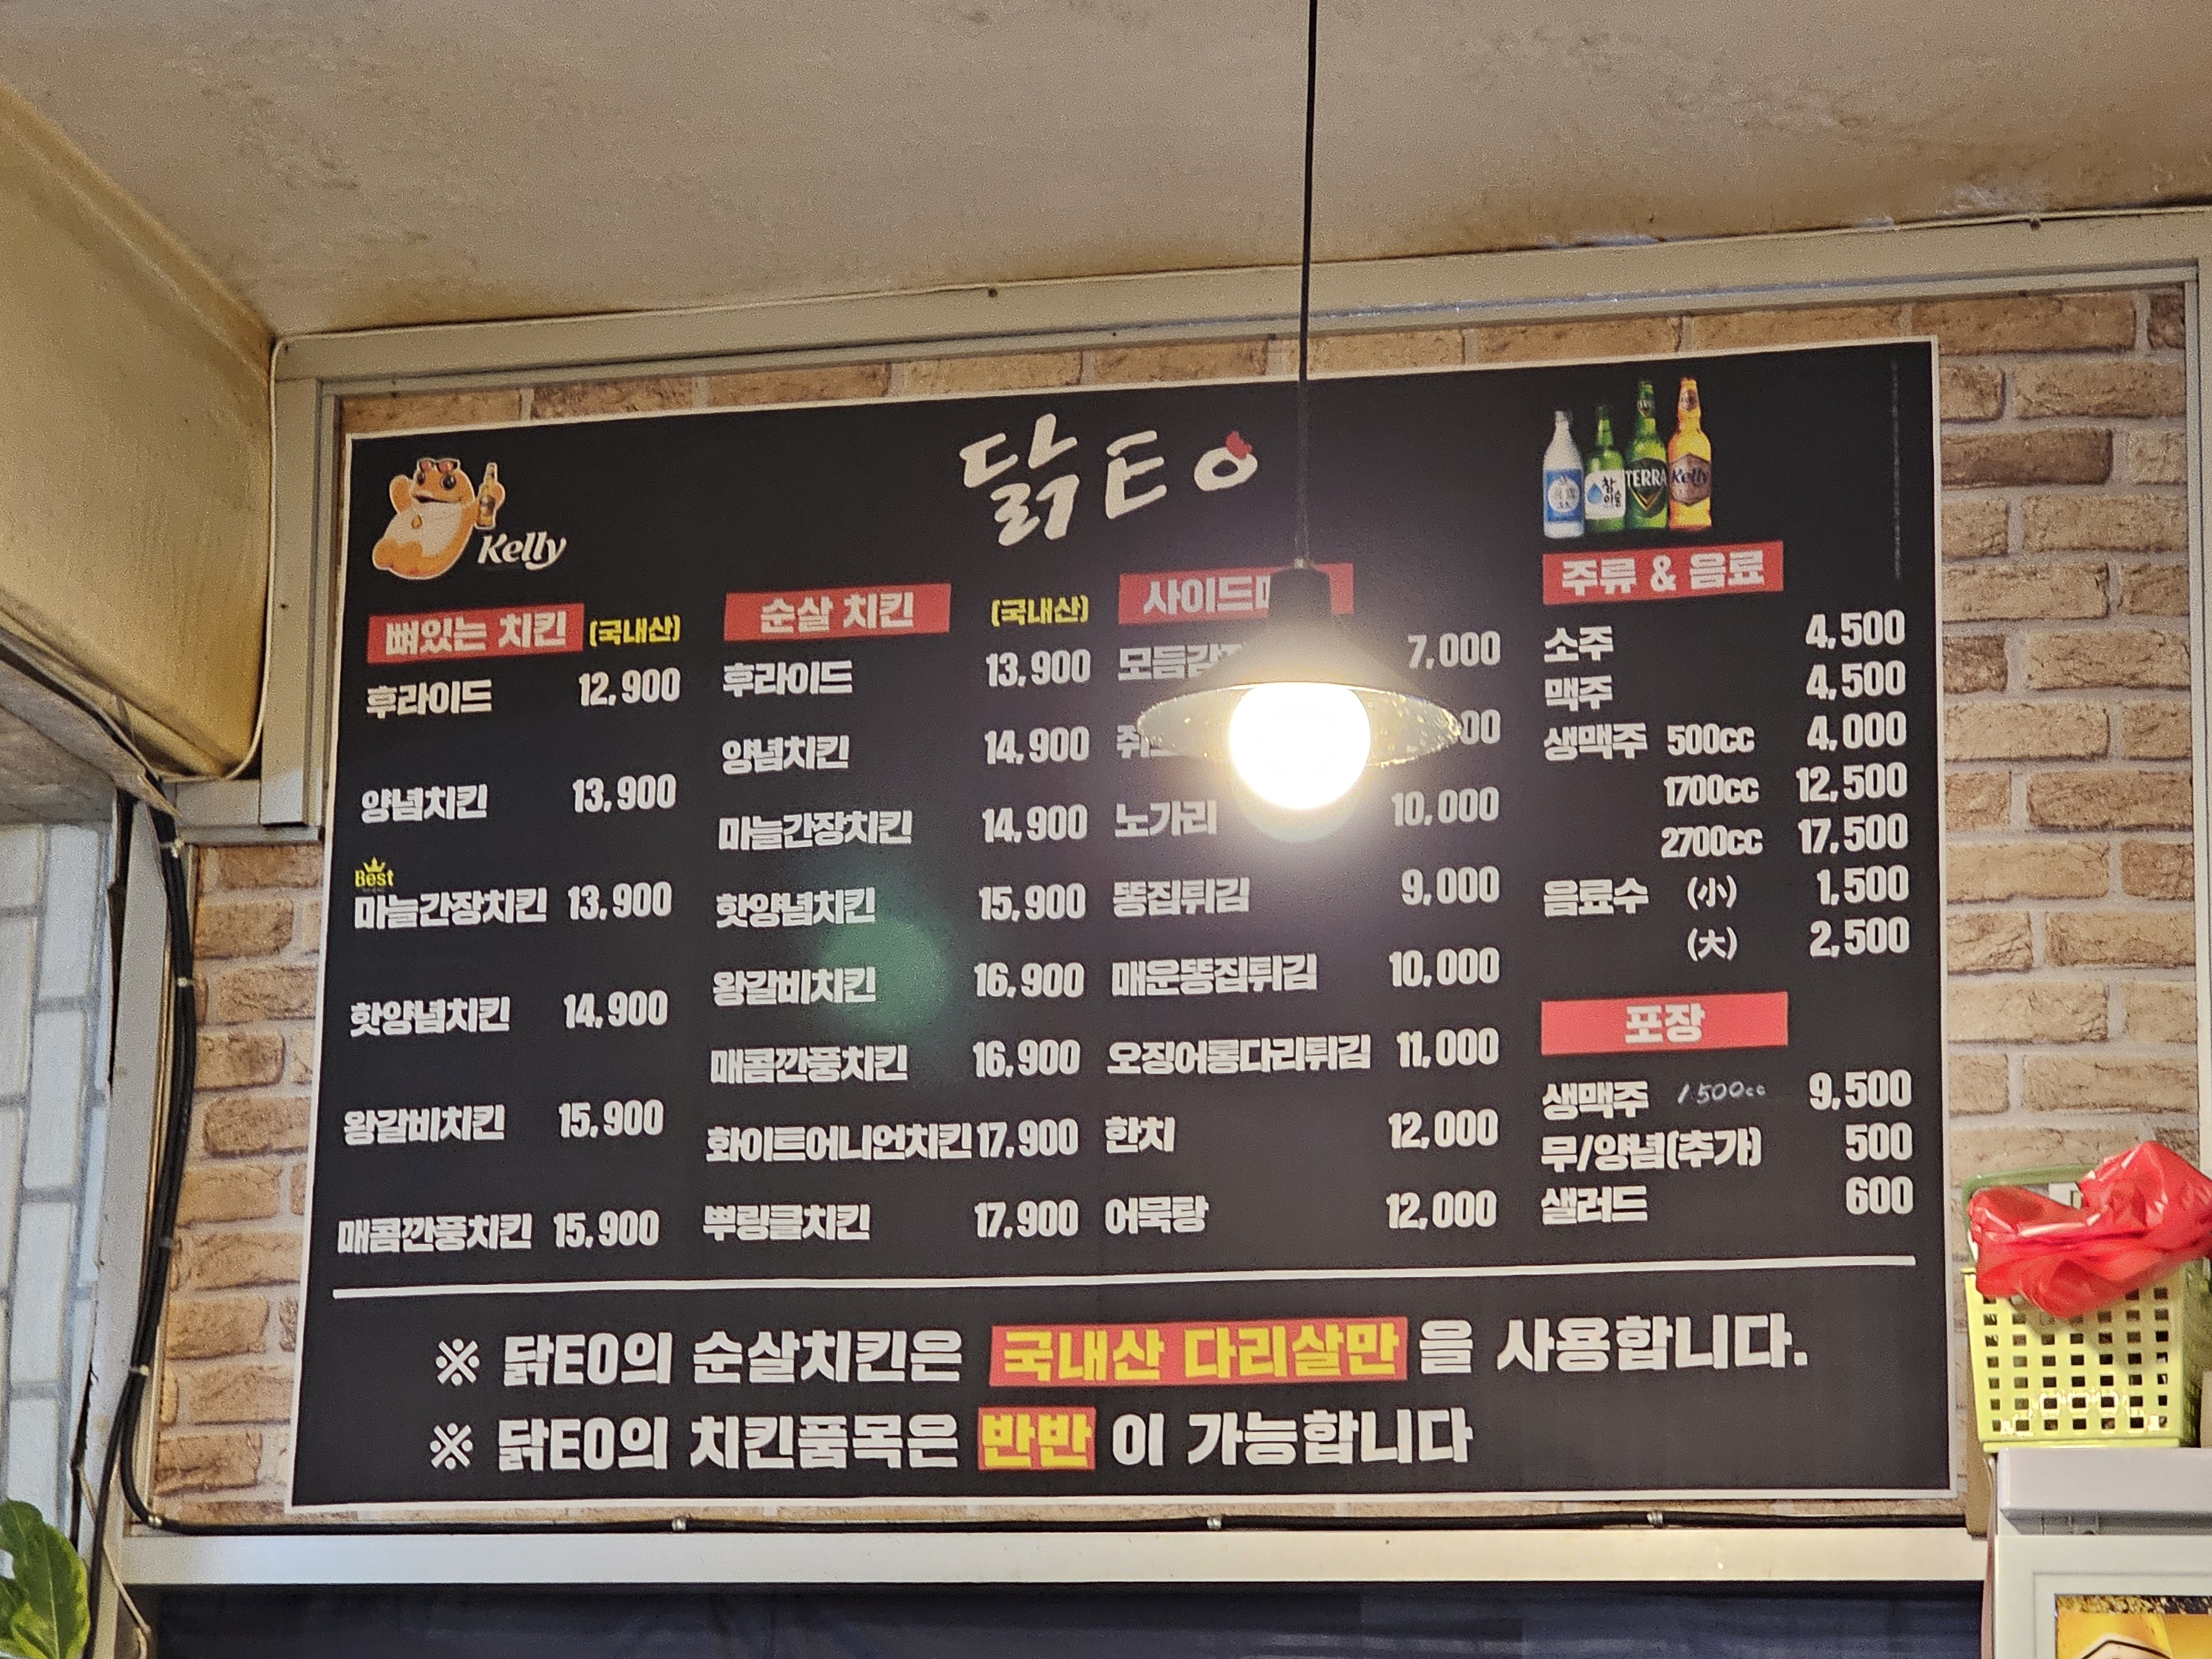 Kelly
닭EO
TERRA
Kelly
뼈있는 치킨 (국내산)
후라이드 12,900
양념치킨 13,900
Best
마늘간장치킨 13,900
핫양념치킨 14,900
왕갈비치킨 15,900
매콤깐풍치킨 15,900
순살 치킨 (국내산)
후라이드 13,900
양념치킨 14,900
마늘간장치킨 14,900
핫양념치킨 15,900
왕갈비치킨 16,900
매콤깐풍치킨 16,900
화이트어니언치킨 17,900
뿌링클치킨 17,900
사이드
7,000
노가리 10,000
똥집튀김 9,000
매운똥집튀김 10,000
오징어롱다리튀김 11,000
한치 12,000
어묵탕 12,000
주류 & 음료
소주 4,500
맥주 4,500
생맥주 500cc 4,000
1700cc 12,500
2700cc 17,500
음료수 (小) 1,500
(大) 2,500
포장
생맥주 1500cc 9,500
무/양념(추가) 500
샐러드 600
※ 닭EO의 순살치킨은 국내산 다리살만을 사용합니다.
※ 닭EO의 치킨품목은 반반이 가능합니다